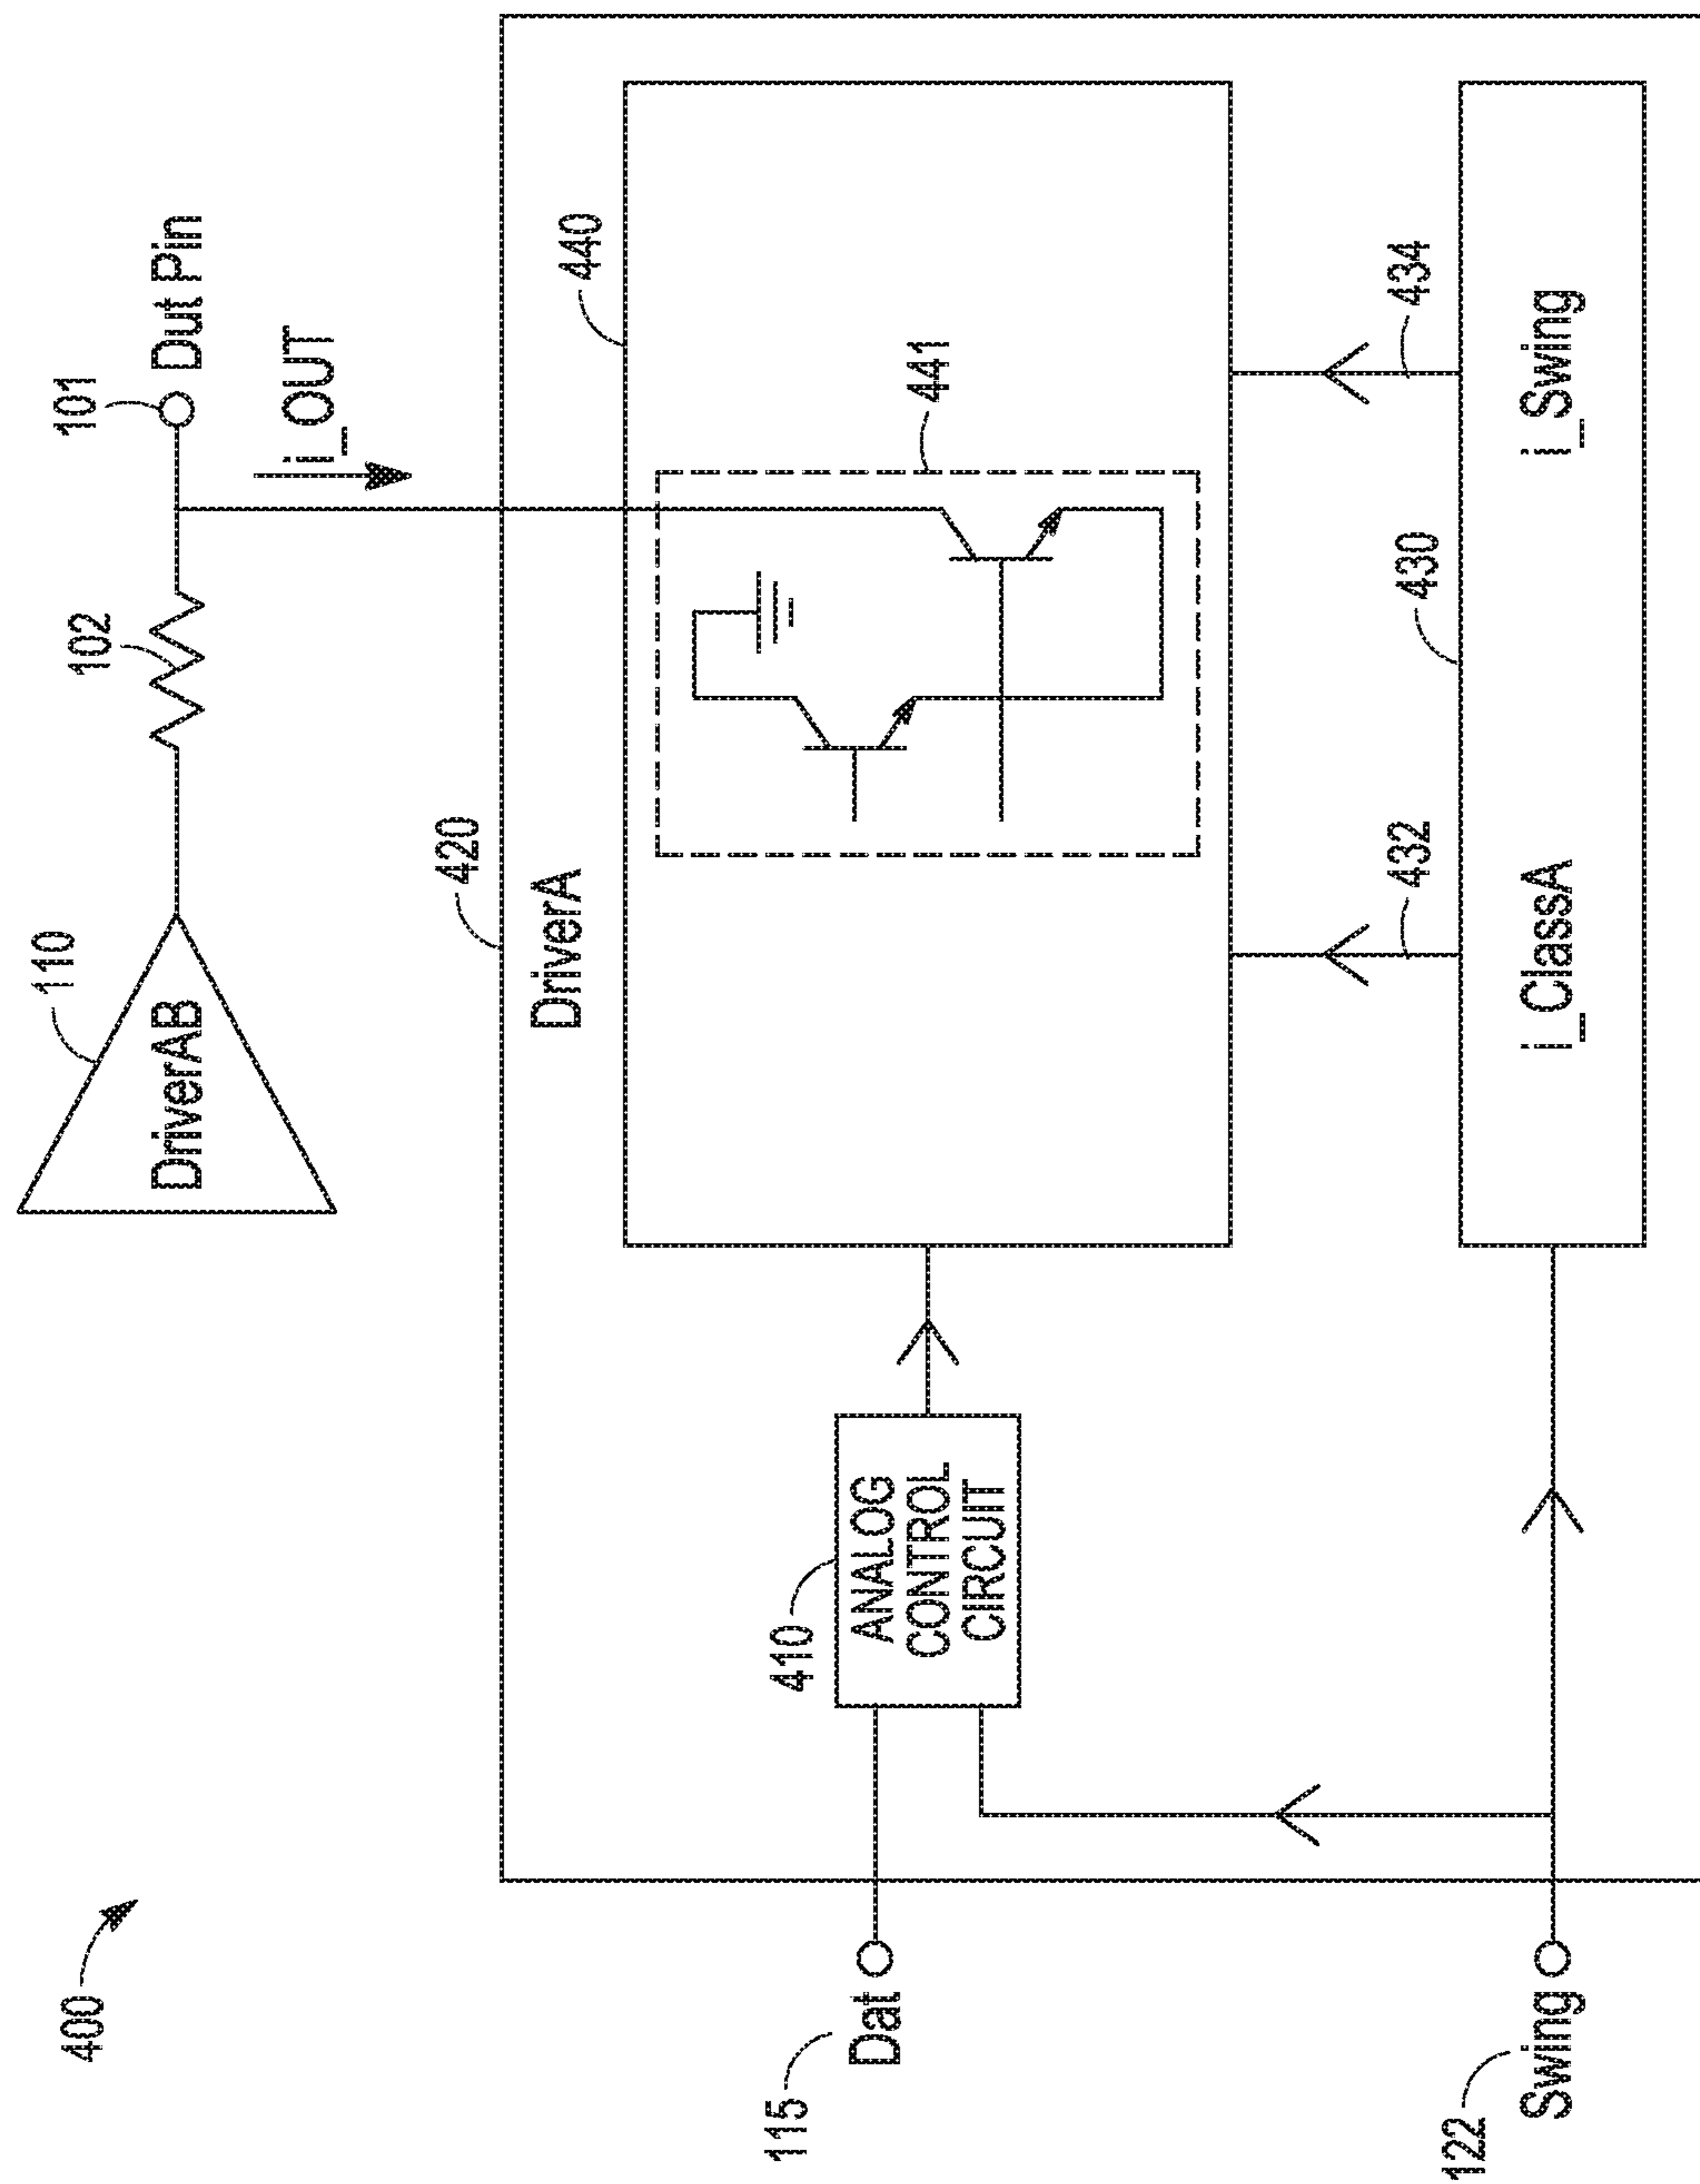 400
110
DriverAB
102
101
Dut Pin
i_OUT
420
DriverA
440
441
115
Dat
410
ANALOG
CONTROL
CIRCUIT
432
434
122
Swing
430
i_ClassA
i_Swing